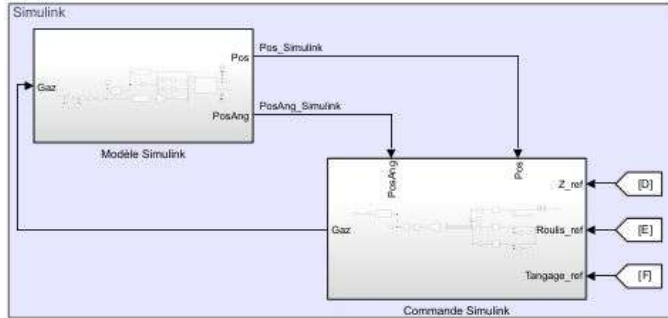 Simulink
Pos
Pos_Simulink
Gaz
PosAng
PosAng_Simulink
Modèle Simulink
PosAng
Pos
Z_ref
[D]
Gaz
Roulis_ref
[E]
Tangage_ref
[F]
Commande Simulink